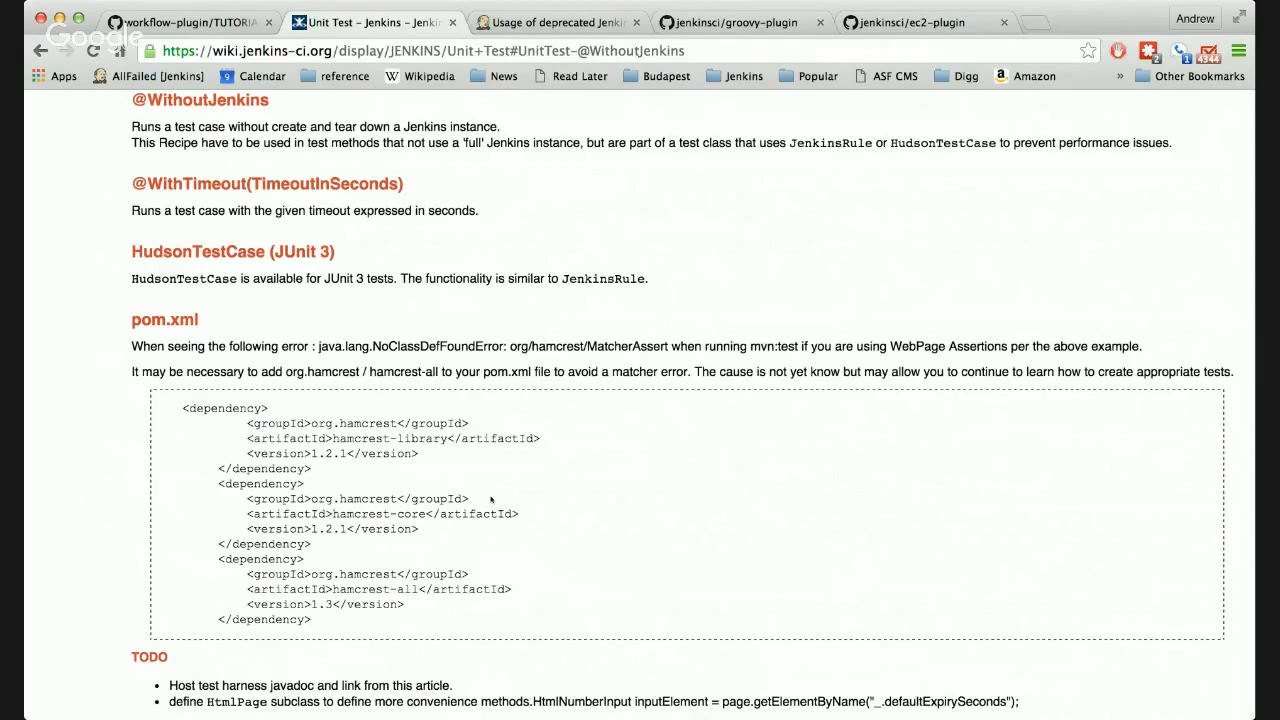 workflow-plugin/TUTORIA
Unit Test - Jenkins - Jenkin
Usage of deprecated Jenkin
jenkinsci/groovy-plugin
jenkinsci/ec2-plugin
Andrew
Google
https://wiki.jenkins-ci.org/display/JENKINS/Unit+Test#UnitTest-@WithoutJenkins
2
1
4344
Apps
AllFailed [Jenkins]
9 Calendar
reference
W Wikipedia
News
Read Later
Budapest
Jenkins
Popular
ASF CMS
Digg
a Amazon
»
Other Bookmarks
@WithoutJenkins
Runs a test case without create and tear down a Jenkins instance.
This Recipe have to be used in test methods that not use a 'full' Jenkins instance, but are part of a test class that uses JenkinsRule or HudsonTestCase to prevent performance issues.
@WithTimeout(TimeoutInSeconds)
Runs a test case with the given timeout expressed in seconds.
HudsonTestCase (JUnit 3)
HudsonTestCase is available for JUnit 3 tests. The functionality is similar to JenkinsRule.
pom.xml
When seeing the following error : java.lang.NoClassDefFoundError: org/hamcrest/MatcherAssert when running mvn:test if you are using WebPage Assertions per the above example.
It may be necessary to add org.hamcrest / hamcrest-all to your pom.xml file to avoid a matcher error. The cause is not yet know but may allow you to continue to learn how to create appropriate tests.
<dependency>
<groupId>org.hamcrest</groupId>
<artifactId>hamcrest-library</artifactId>
<version>1.2.1</version>
</dependency>
<dependency>
<groupId>org.hamcrest</groupId>
<artifactId>hamcrest-core</artifactId>
<version>1.2.1</version>
</dependency>
<dependency>
<groupId>org.hamcrest</groupId>
<artifactId>hamcrest-all</artifactId>
<version>1.3</version>
</dependency>
TODO
• Host test harness javadoc and link from this article.
• define HtmlPage subclass to define more convenience methods.HtmlNumberInput inputElement = page.getElementByName("_.defaultExpirySeconds");